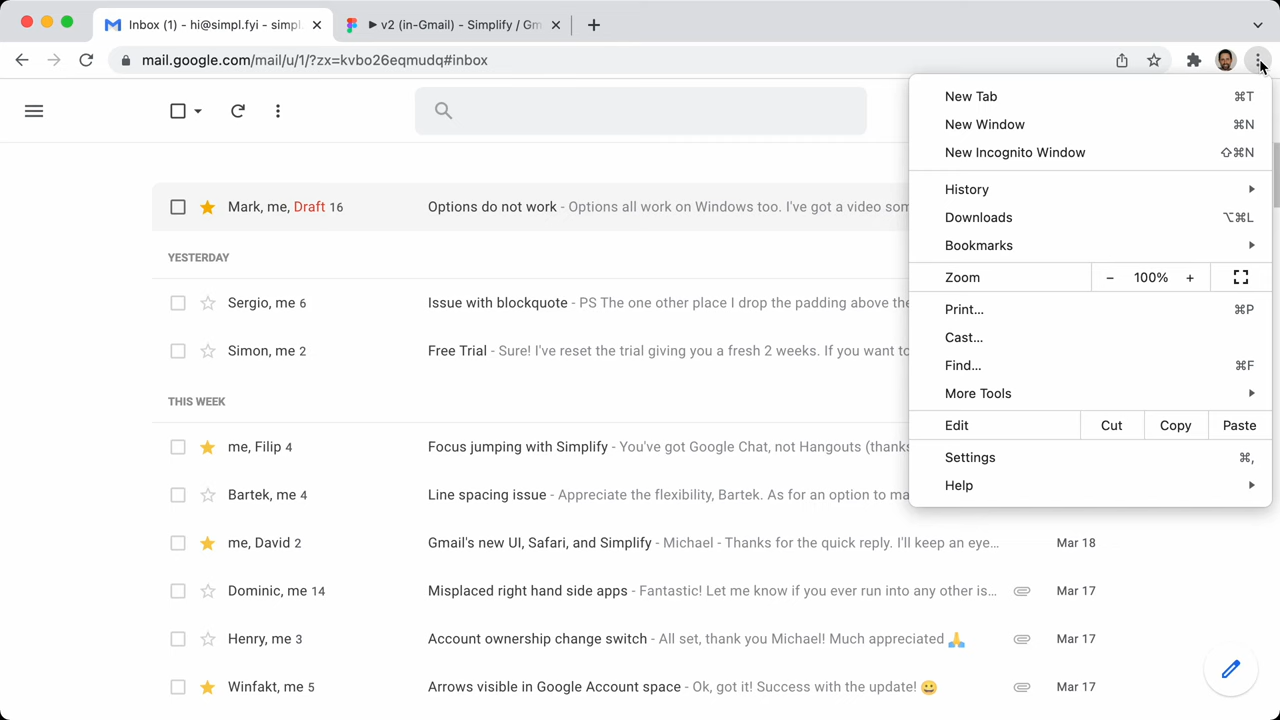 Inbox (1) - hi@simpl.fyi - simpl
v2 (in-Gmail) - Simplify / Gm
mail.google.com/mail/u/1/?zx=kvbo26eqmudq#inbox
New Tab ⌘T
New Window ⌘N
New Incognito Window ⇧⌘N
History
Downloads ⌥⌘L
Bookmarks
Zoom - 100% +
Print... ⌘P
Cast...
Find... ⌘F
More Tools
Edit Cut Copy Paste
Settings ⌘,
Help
Mark, me, Draft 16 Options do not work - Options all work on Windows too. I've got a video som
YESTERDAY
Sergio, me 6 Issue with blockquote - PS The one other place I drop the padding above the
Simon, me 2 Free Trial - Sure! I've reset the trial giving you a fresh 2 weeks. If you want to
THIS WEEK
me, Filip 4 Focus jumping with Simplify - You've got Google Chat, not Hangouts (thanks
Bartek, me 4 Line spacing issue - Appreciate the flexibility, Bartek. As for an option to ma
me, David 2 Gmail's new UI, Safari, and Simplify - Michael - Thanks for the quick reply. I'll keep an eye... Mar 18
Dominic, me 14 Misplaced right hand side apps - Fantastic! Let me know if you ever run into any other is... Mar 17
Henry, me 3 Account ownership change switch - All set, thank you Michael! Much appreciated 🙏 Mar 17
Winfakt, me 5 Arrows visible in Google Account space - Ok, got it! Success with the update! 😀 Mar 17